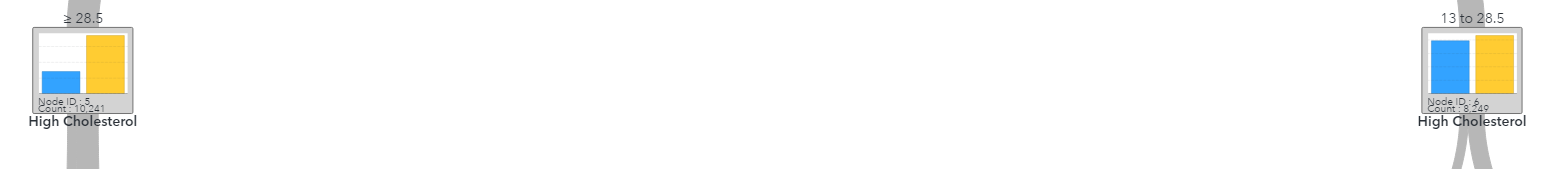 ≥ 28.5
Node ID : 5
Count : 10,241
High Cholesterol
13 to 28.5
Node ID : 6
Count : 8,249
High Cholesterol